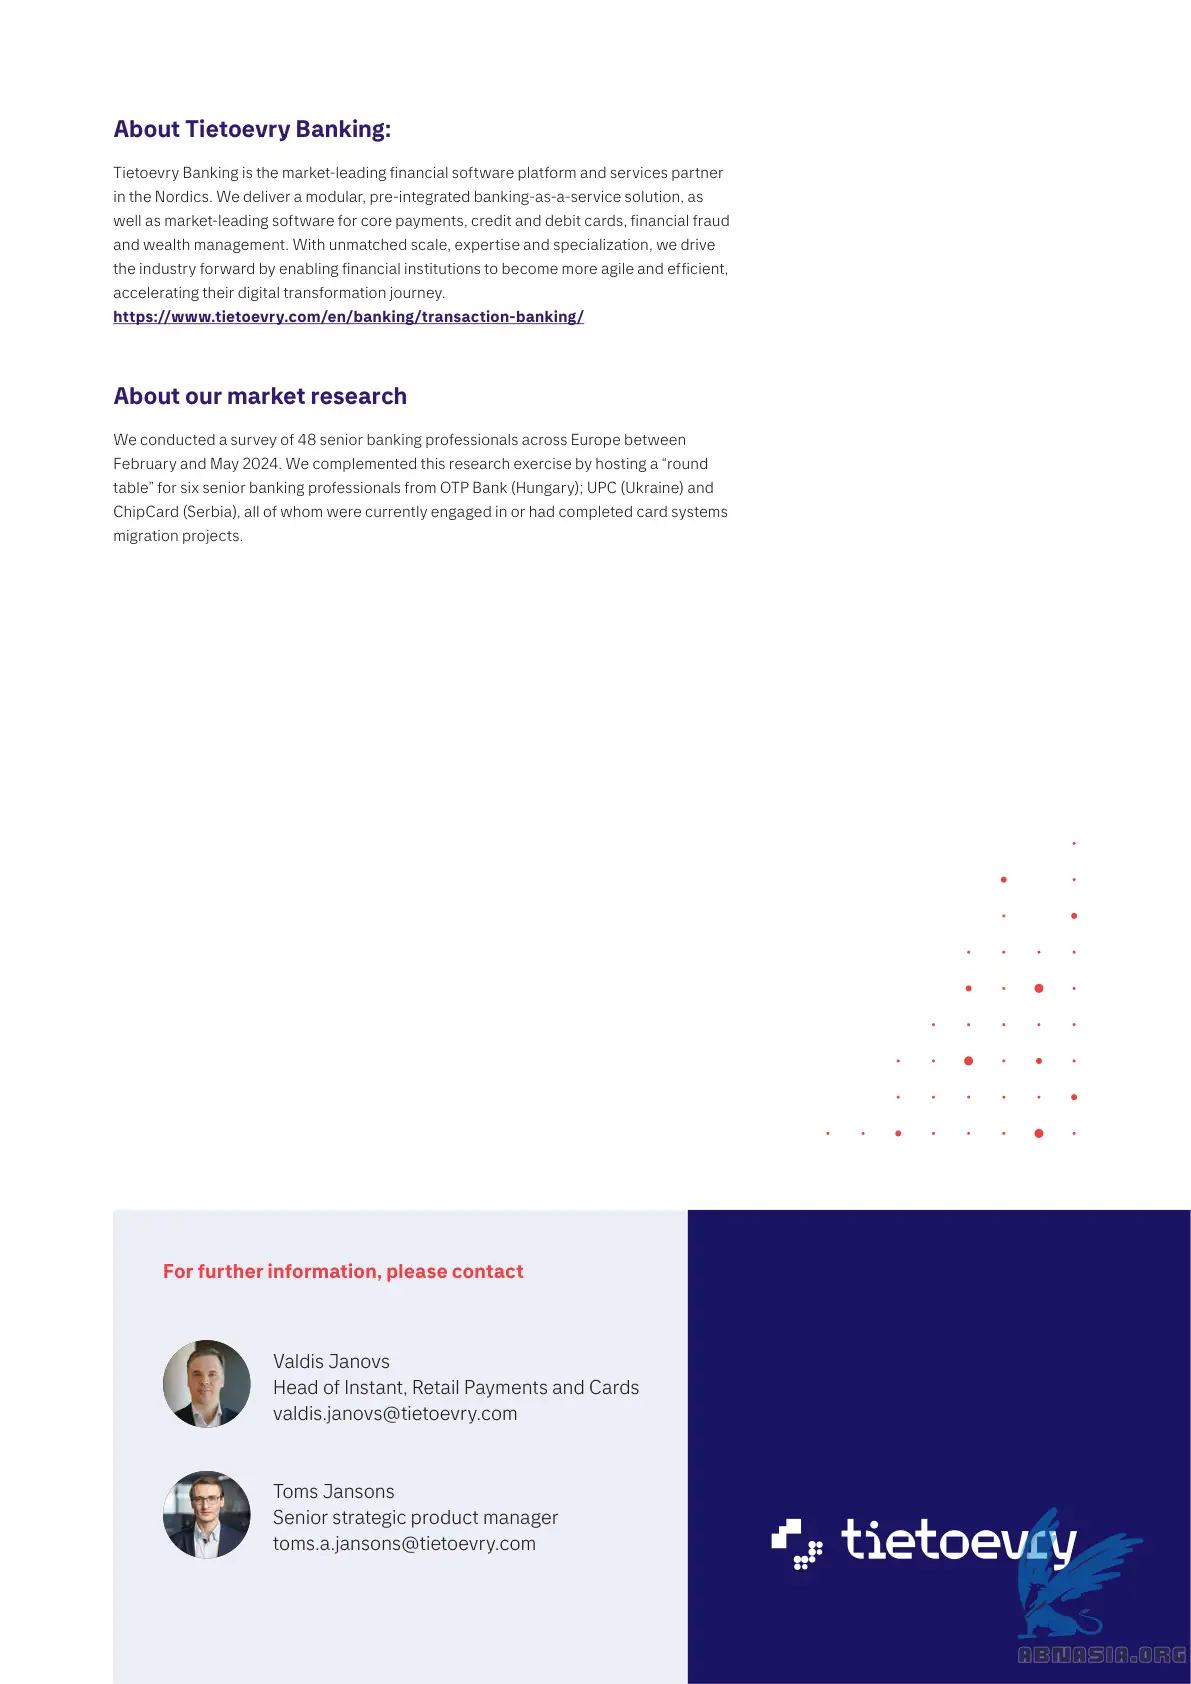 About Tietoevry Banking:
Tietoevry Banking is the market-leading financial software platform and services partner
in the Nordics. We deliver a modular, pre-integrated banking-as-a-service solution, as
well as market-leading software for core payments, credit and debit cards, financial fraud
and wealth management. With unmatched scale, expertise and specialization, we drive
the industry forward by enabling financial institutions to become more agile and efficient,
accelerating their digital transformation journey.
https://www.tietoevry.com/en/banking/transaction-banking/
About our market research
We conducted a survey of 48 senior banking professionals across Europe between
February and May 2024. We complemented this research exercise by hosting a “round
table” for six senior banking professionals from OTP Bank (Hungary); UPC (Ukraine) and
ChipCard (Serbia), all of whom were currently engaged in or had completed card systems
migration projects.
For further information, please contact
Valdis Janovs
Head of Instant, Retail Payments and Cards
valdis.janovs@tietoevry.com
Toms Jansons
Senior strategic product manager
toms.a.jansons@tietoevry.com
tietoevry
ABNASIA.ORG